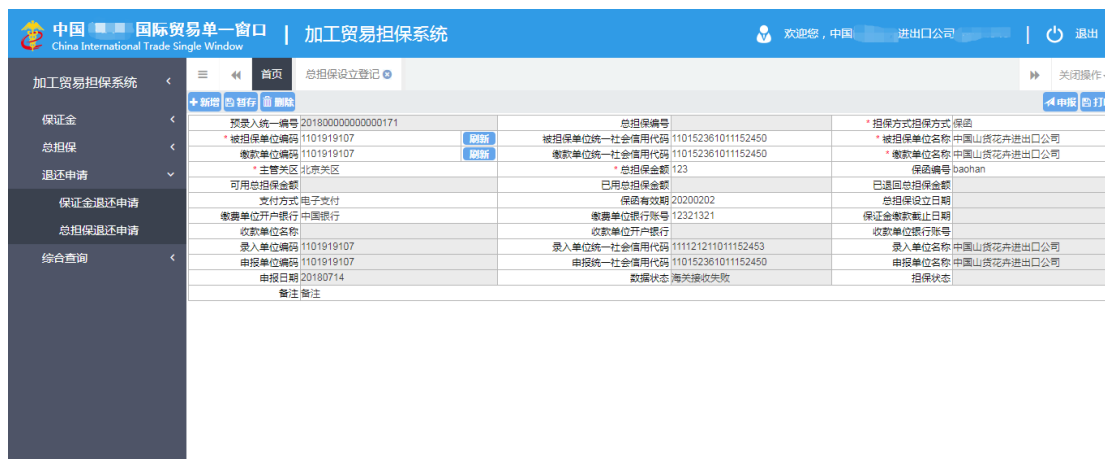 中国 国际贸易单一窗口 | 加工贸易担保系统 欢迎您，中国 进出口公司 | 退出
China International Trade Single Window
加工贸易担保系统 首页 总担保设立登记 关闭操作
+新增 暂存 删除 申报 打
保证金
总担保
退还申请
保证金退还申请
总担保退还申请
综合查询
预录入统一编号 201800000000000171 总担保编号 * 担保方式担保方式 保函
* 被担保单位编码 1101919107 刷新 被担保单位统一社会信用代码 110152361011152450 * 被担保单位名称 中国山货花卉进出口公司
缴款单位编码 1101919107 刷新 缴款单位统一社会信用代码 110152361011152450 * 缴款单位名称 中国山货花卉进出口公司
* 主管关区 北京关区 * 总担保金额 123 保函编号 baohan
可用总担保金额 已用总担保金额 已退回总担保金额
支付方式 电子支付 保函有效期 20200202 总担保设立日期
缴费单位开户银行 中国银行 缴费单位银行账号 12321321 保证金缴款截止日期
收款单位名称 收款单位开户银行 收款单位银行账号
录入单位编码 1101919107 录入单位统一社会信用代码 111121211011152453 录入单位名称 中国山货花卉进出口公司
申报单位编码 1101919107 申报统一社会信用代码 110152361011152450 申报单位名称 中国山货花卉进出口公司
申报日期 20180714 数据状态 海关接收失败 担保状态
备注 备注